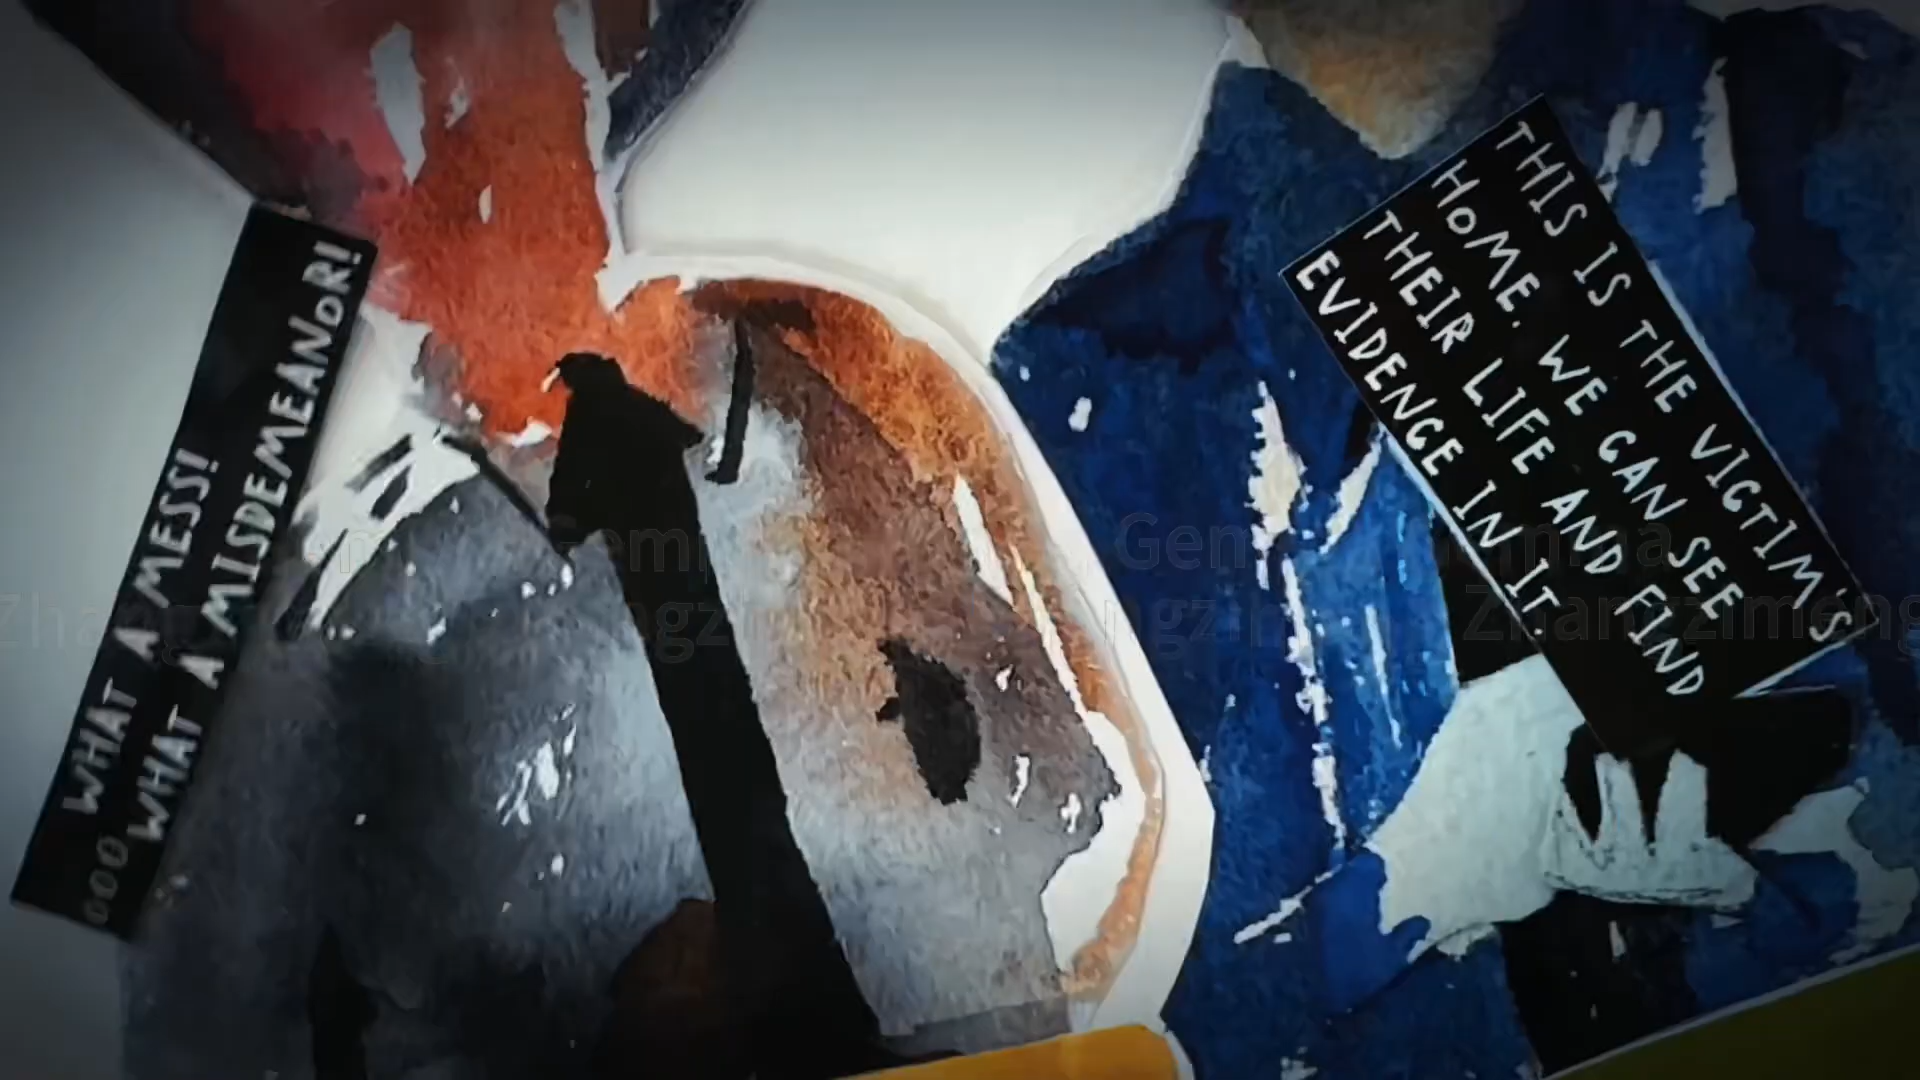 WHAT A MESS!
OOO WHAT A MISDEMEANOR!
THIS IS THE VICTIM'S
HOME. WE CAN SEE
THEIR LIFE AND FIND
EVIDENCE IN IT.